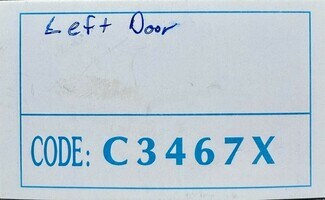 Left Door
CODE: C3467X